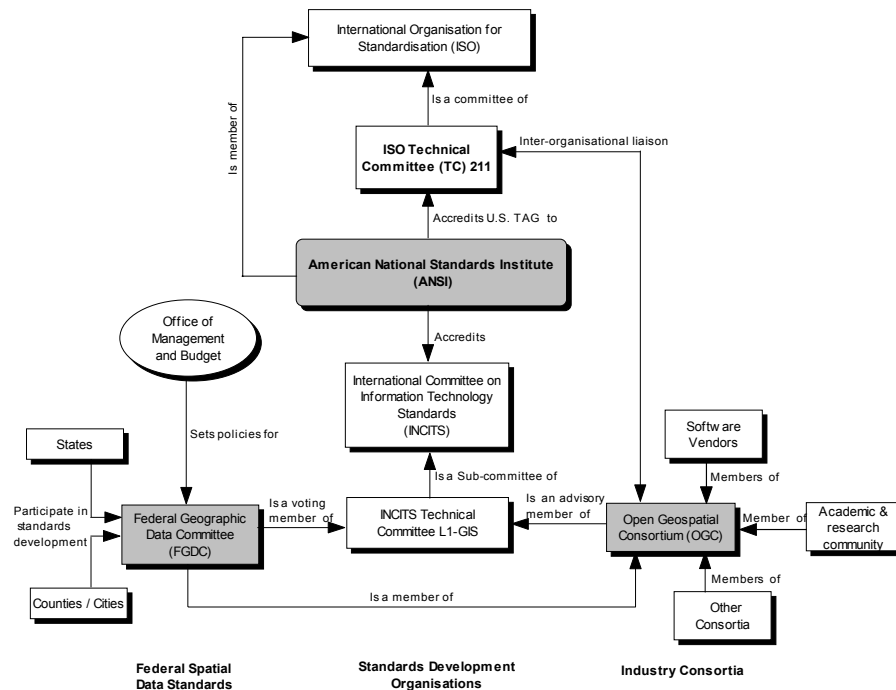 International Organisation for
Standardisation (ISO)
Is a committee of
Is member of
ISO Technical
Committee (TC) 211
Inter-organisational liaison
Accredits U.S. TAG to
American National Standards Institute
(ANSI)
Office of
Management
and Budget
Accredits
International Committee on
Information Technology
Standards
(INCITS)
Sets policies for
States
Software
Vendors
Is a Sub-committee of
Members of
Participate in
standards
development
Federal Geographic
Data Committee
(FGDC)
Is a voting
member of
INCITS Technical
Committee L1-GIS
Is an advisory
member of
Open Geospatial
Consortium (OGC)
Member of
Academic &
research
community
Counties / Cities
Is a member of
Members of
Other
Consortia
Federal Spatial
Data Standards
Standards Development
Organisations
Industry Consortia